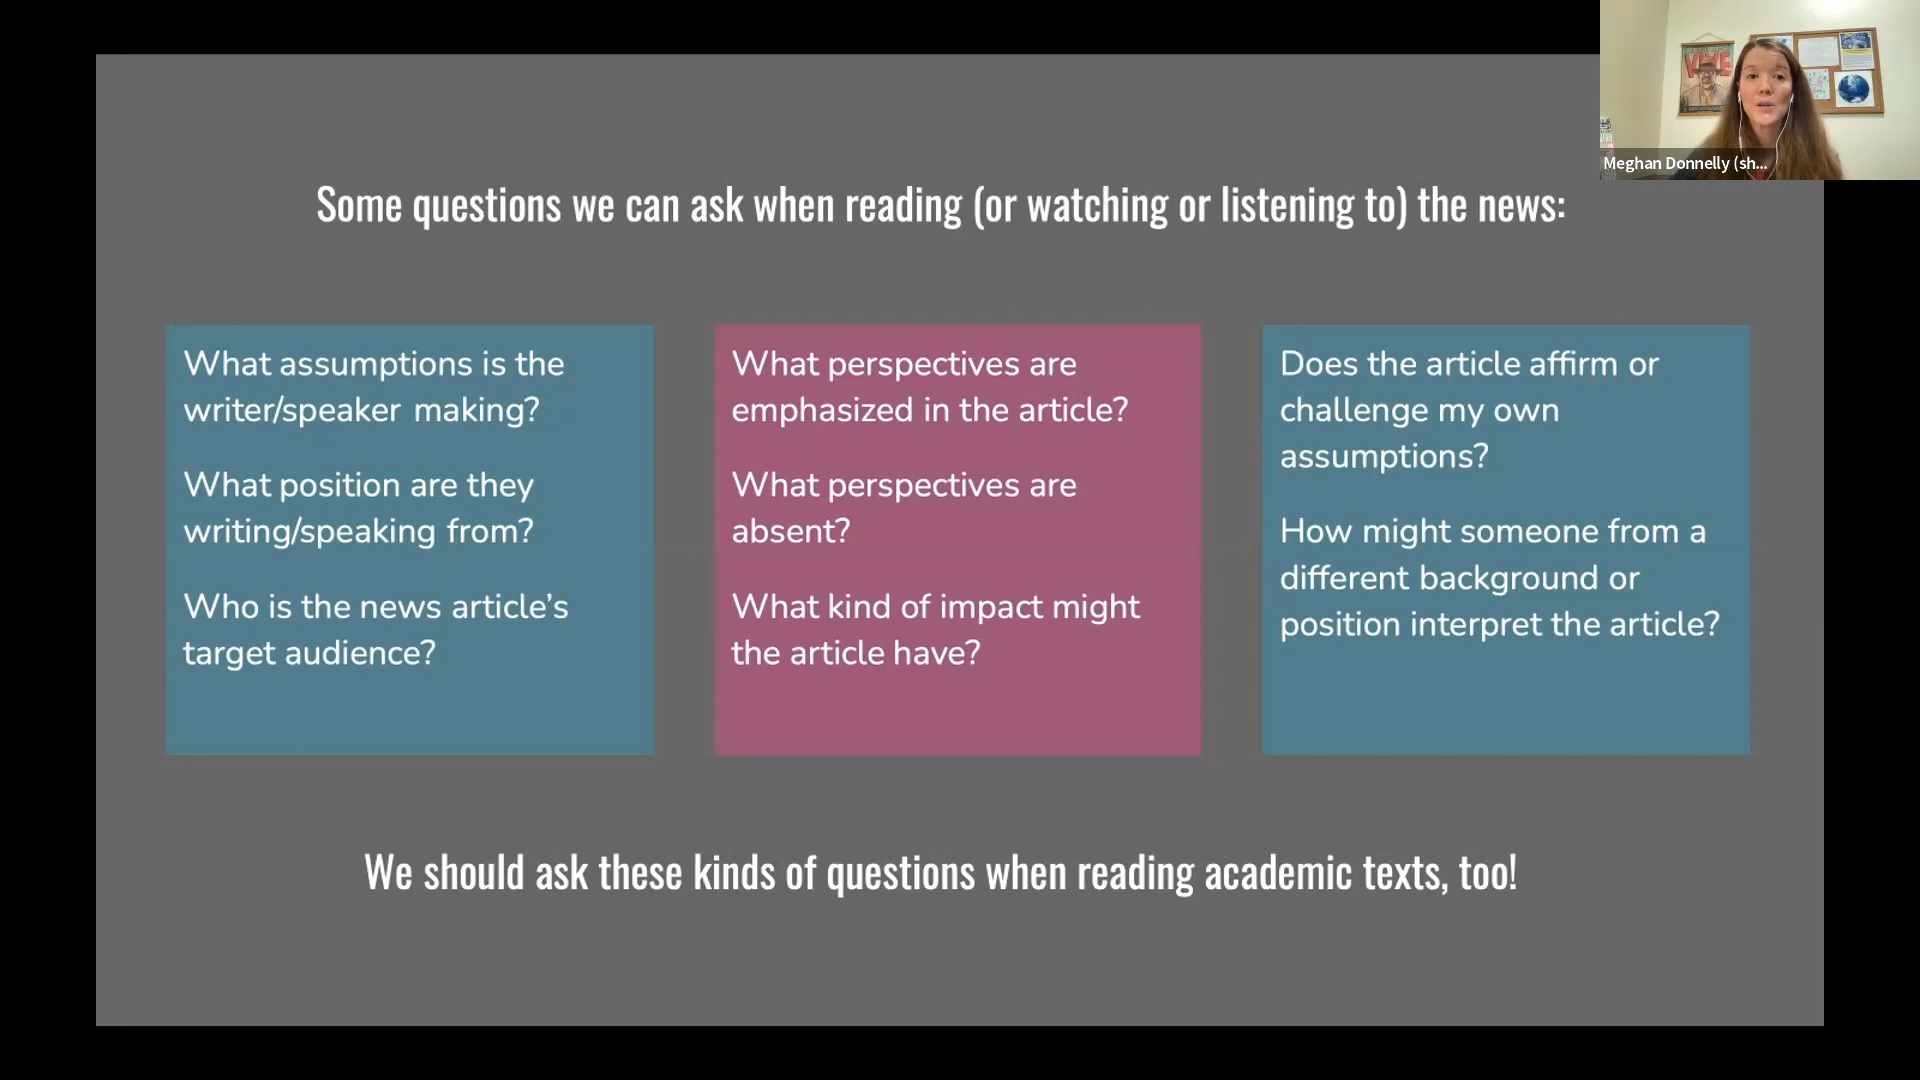 VIVE
Meghan Donnelly (sh...
Some questions we can ask when reading (or watching or listening to) the news:
What assumptions is the
writer/speaker making?
What position are they
writing/speaking from?
Who is the news article’s
target audience?
What perspectives are
emphasized in the article?
What perspectives are
absent?
What kind of impact might
the article have?
Does the article affirm or
challenge my own
assumptions?
How might someone from a
different background or
position interpret the article?
We should ask these kinds of questions when reading academic texts, too!